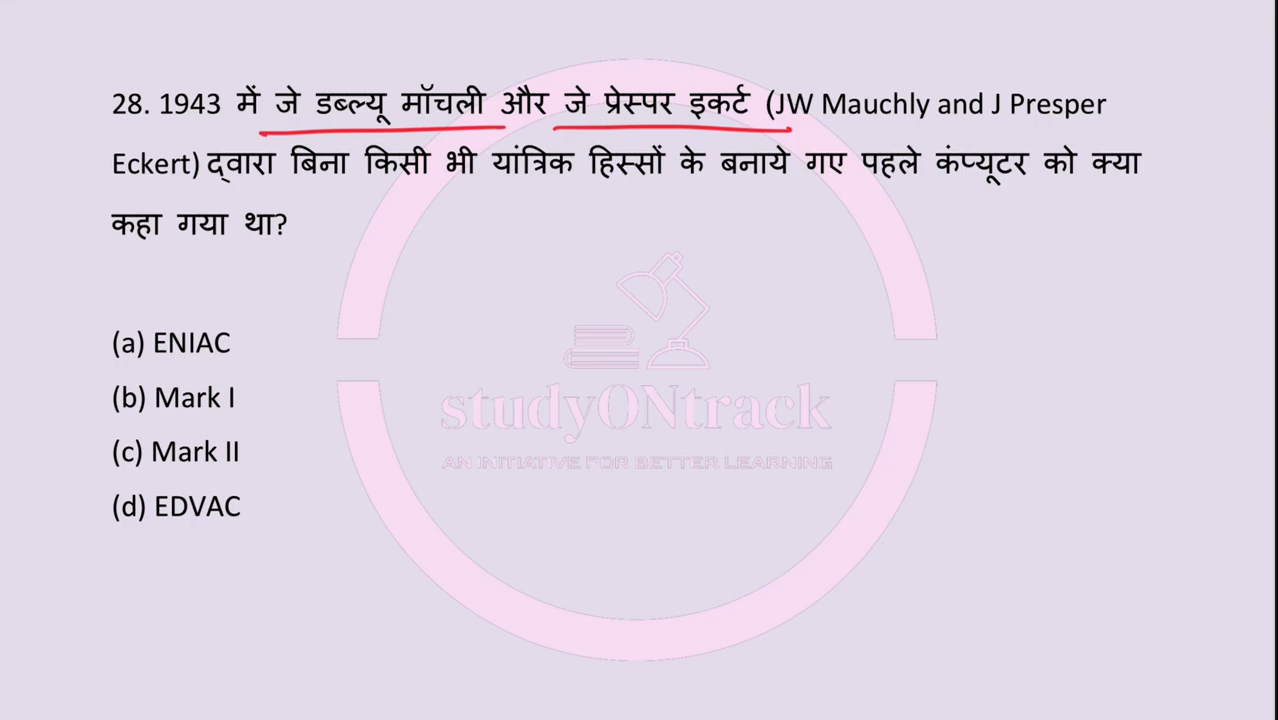 28. 1943 में जे डब्ल्यू मॉचली और जे प्रेस्पर इकर्ट (JW Mauchly and J Presper
Eckert) द्वारा बिना किसी भी यांत्रिक हिस्सों के बनाये गए पहले कंप्यूटर को क्या
कहा गया था?
(a) ENIAC
(b) Mark I
(c) Mark II
(d) EDVAC
studyONtrack
AN INITIATIVE FOR BETTER LEARNING